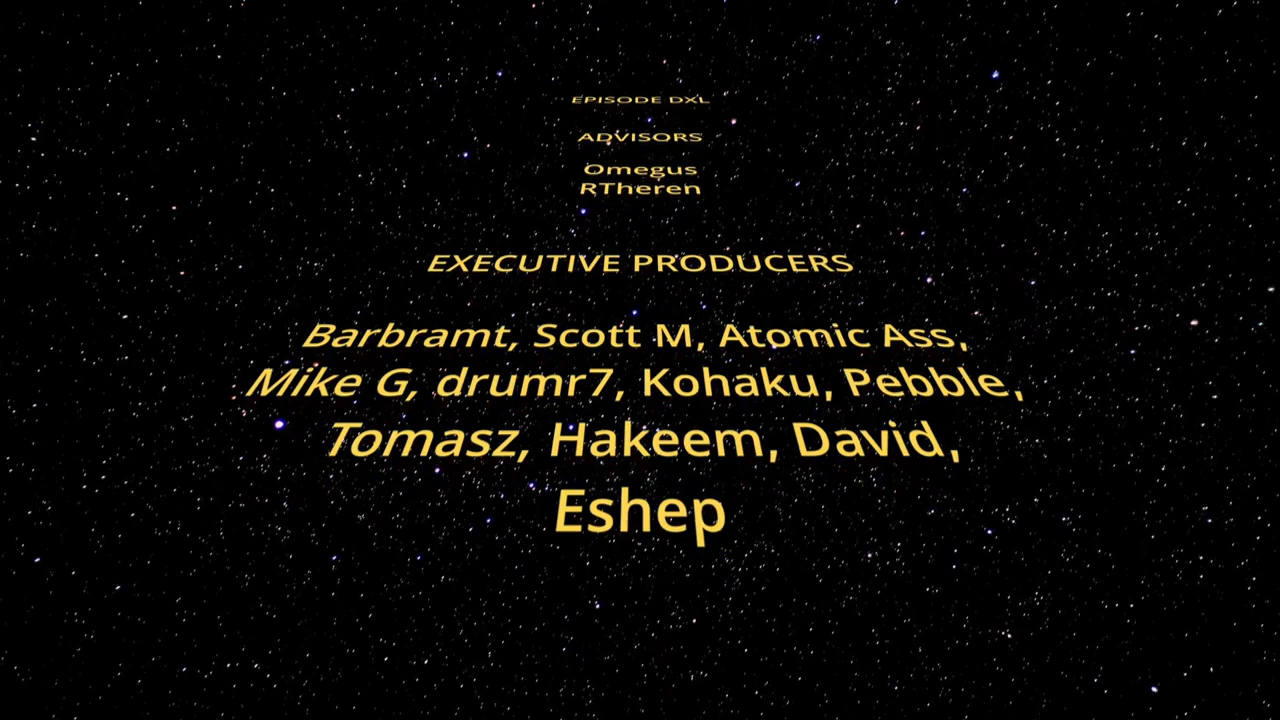 EPISODE DXL
ADVISORS
Omegus
RTheren
EXECUTIVE PRODUCERS
Barbramt, Scott M, Atomic Ass,
Mike G, drumr7, Kohaku, Pebble,
Tomasz, Hakeem, David,
Eshep